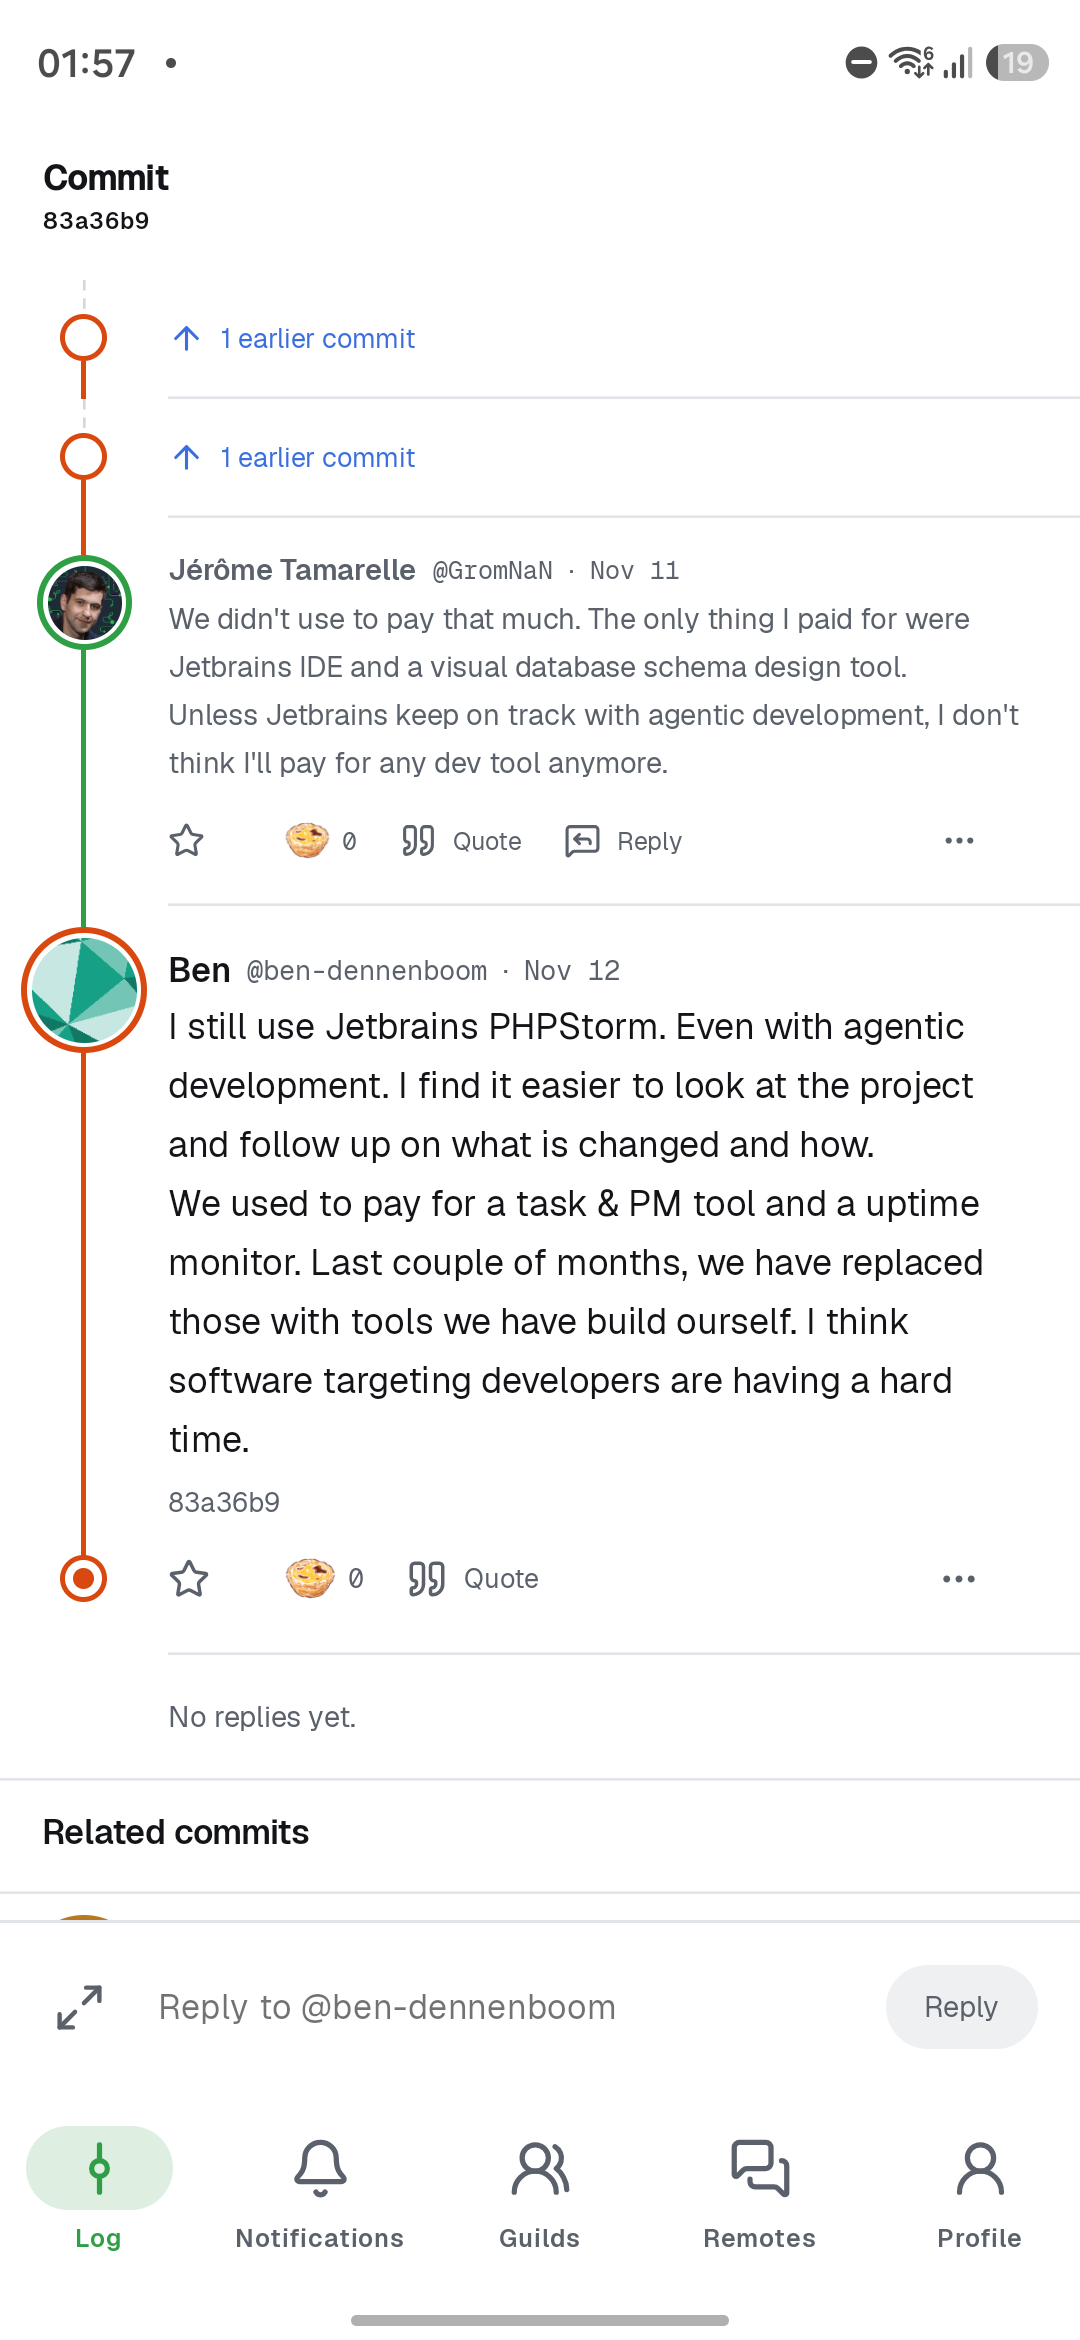 01:57
6
19
Commit
83a36b9
1 earlier commit
1 earlier commit
Jérôme Tamarelle @GromNaN · Nov 11
We didn't use to pay that much. The only thing I paid for were
Jetbrains IDE and a visual database schema design tool.
Unless Jetbrains keep on track with agentic development, I don't
think I'll pay for any dev tool anymore.
0 Quote Reply
Ben @ben-dennenboom · Nov 12
I still use Jetbrains PHPStorm. Even with agentic
development. I find it easier to look at the project
and follow up on what is changed and how.
We used to pay for a task & PM tool and a uptime
monitor. Last couple of months, we have replaced
those with tools we have build ourself. I think
software targeting developers are having a hard
time.
83a36b9
0 Quote
No replies yet.
Related commits
Reply to @ben-dennenboom Reply
Log Notifications Guilds Remotes Profile